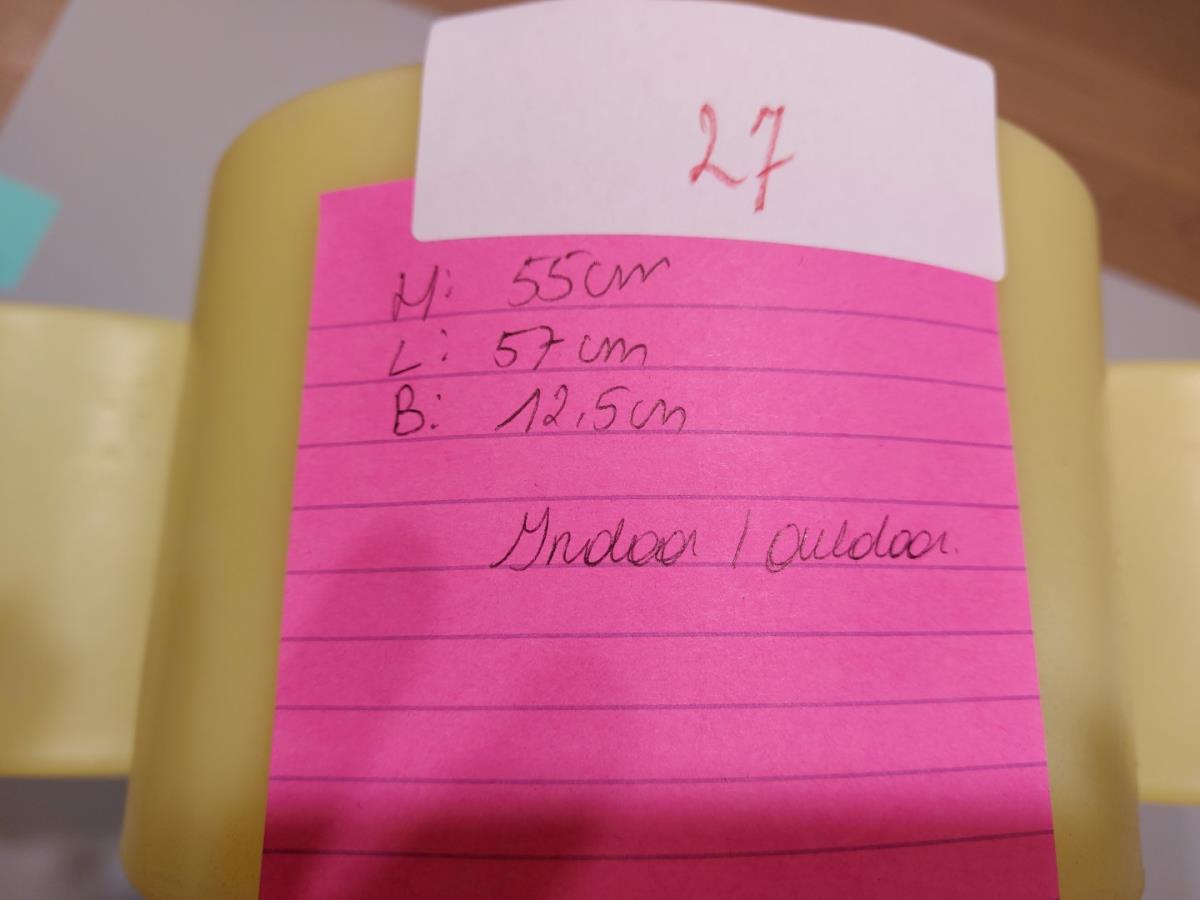 27
H: 55cm
L: 57cm
B: 12,5cm
Indoor / Outdoor.